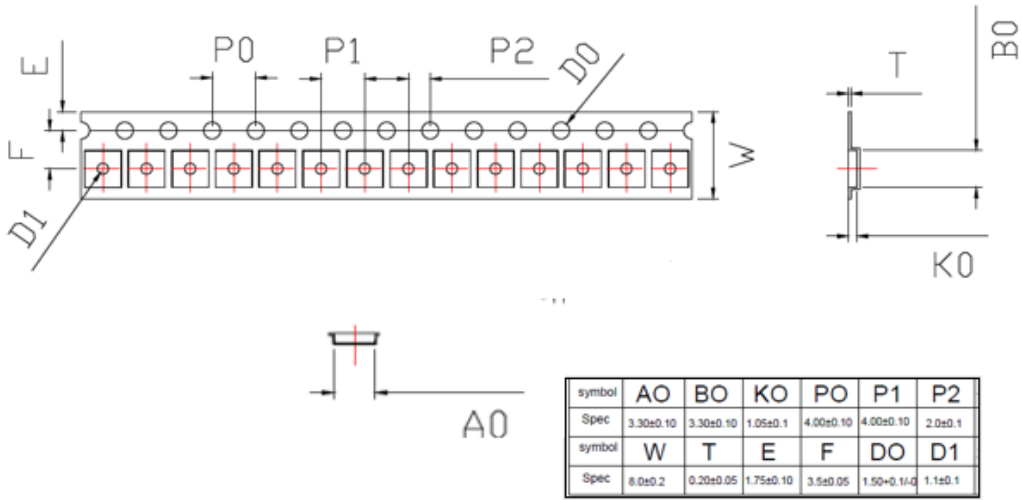 E
P0
P1
P2
D0
T
B0
F
W
D1
K0
A0
symbol AO BO KO PO P1 P2
Spec 3.30±0.10 3.30±0.10 1.05±0.1 4.00±0.10 4.00±0.10 2.0±0.1
symbol W T E F DO D1
Spec 8.0±0.2 0.20±0.05 1.75±0.10 3.5±0.05 1.50+0.1/-0 1.1±0.1